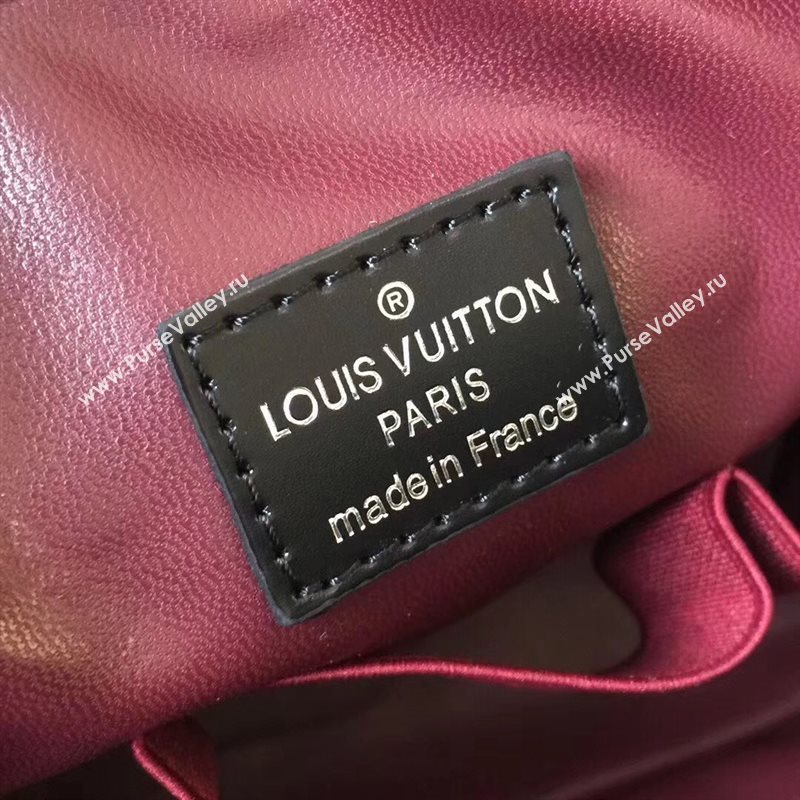 ®
LOUIS VUITTON
PARIS
made in France
www.PurseValley.ru
www.PurseValley.ru